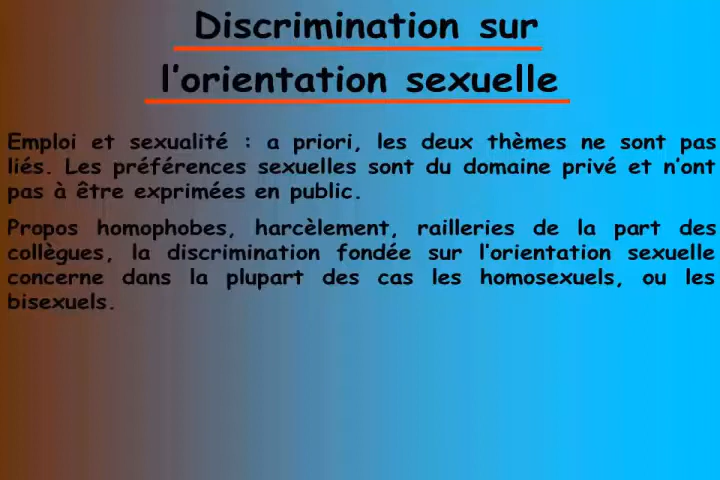 Discrimination sur
l'orientation sexuelle
Emploi et sexualité : a priori, les deux thèmes ne sont pas
liés. Les préférences sexuelles sont du domaine privé et n'ont
pas à être exprimées en public.
Propos homophobes, harcèlement, railleries de la part des
collègues, la discrimination fondée sur l'orientation sexuelle
concerne dans la plupart des cas les homosexuels, ou les
bisexuels.